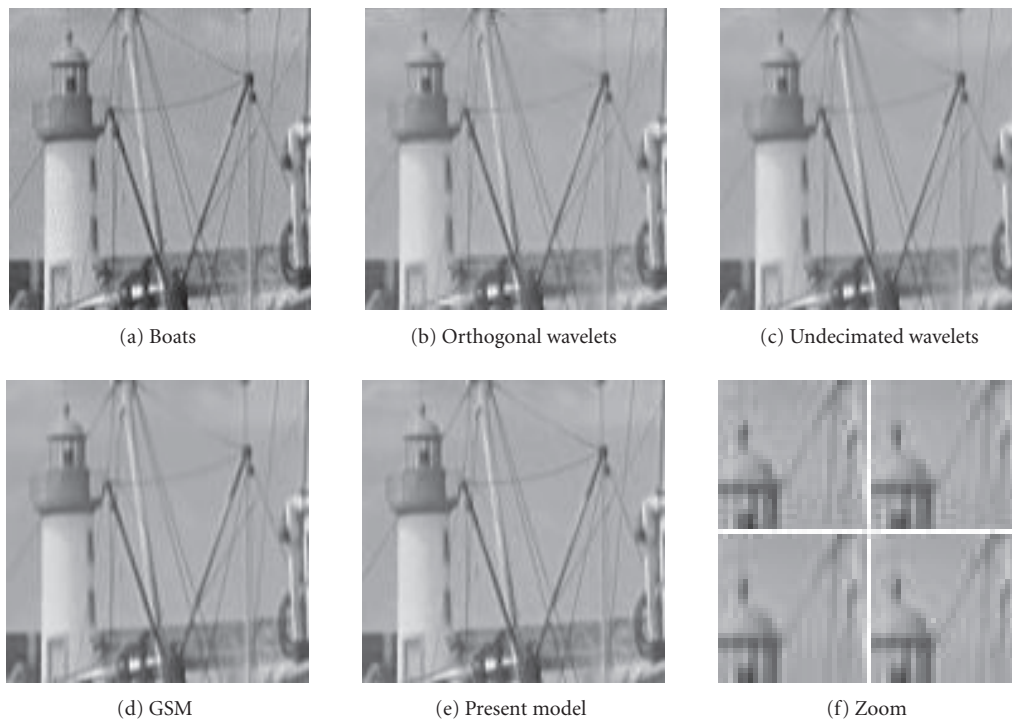 (a) Boats
(b) Orthogonal wavelets
(c) Undecimated wavelets
(d) GSM
(e) Present model
(f) Zoom